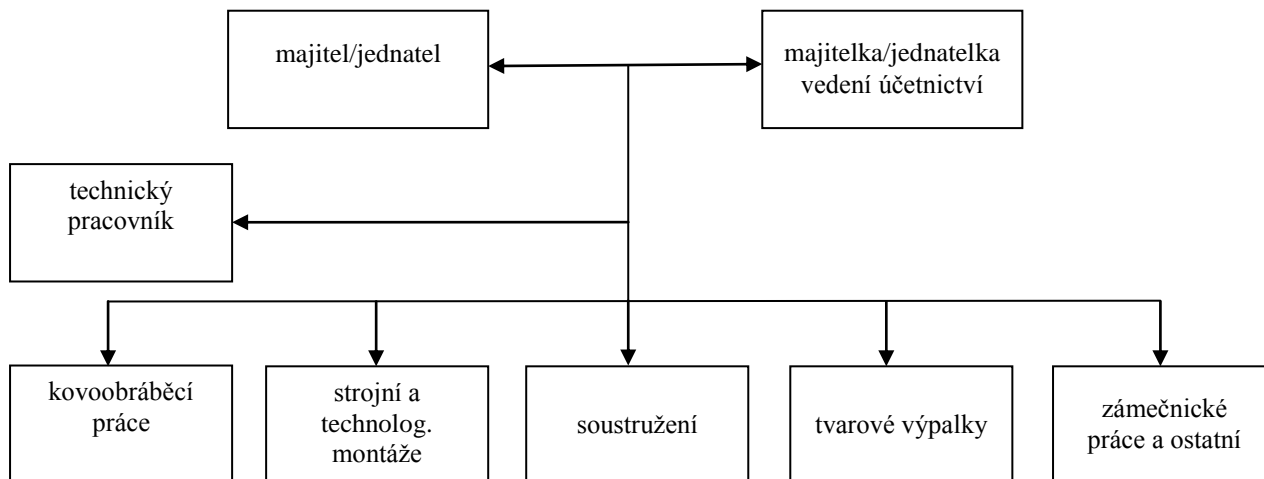 majitel/jednatel
majitelka/jednatelka
vedení účetnictví
technický
pracovník
kovoobráběcí
práce
strojní a
technolog.
montáže
soustružení
tvarové výpalky
zámečnické
práce a ostatní